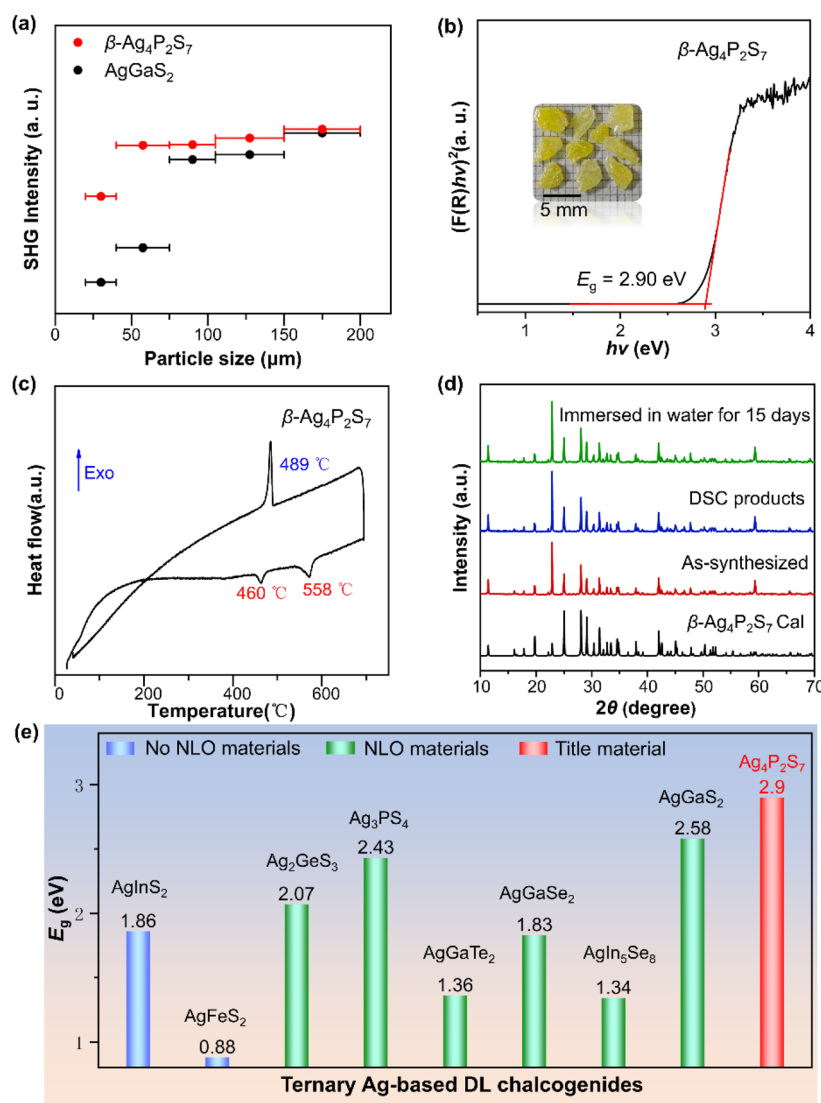 (a)
β-Ag₄P₂S₇
AgGaS₂
SHG Intensity (a. u.)
0 50 100 150 200
Particle size (μm)
(b)
β-Ag₄P₂S₇
(F(R)hν)²(a. u.)
5 mm
Eg = 2.90 eV
1 2 3 4
hν (eV)
(c)
β-Ag₄P₂S₇
Exo
489 ℃
460 ℃
558 ℃
Heat flow(a.u.)
0 200 400 600
Temperature(℃)
(d)
Immersed in water for 15 days
DSC products
As-synthesized
β-Ag₄P₂S₇ Cal
Intensity (a.u.)
10 20 30 40 50 60 70
2θ (degree)
(e)
No NLO materials
NLO materials
Title material
Eg (eV)
3
2
1
AgInS₂
1.86
AgFeS₂
0.88
Ag₂GeS₃
2.07
Ag₃PS₄
2.43
AgGaTe₂
1.36
AgGaSe₂
1.83
AgIn₅Se₈
1.34
AgGaS₂
2.58
Ag₄P₂S₇
2.9
Ternary Ag-based DL chalcogenides